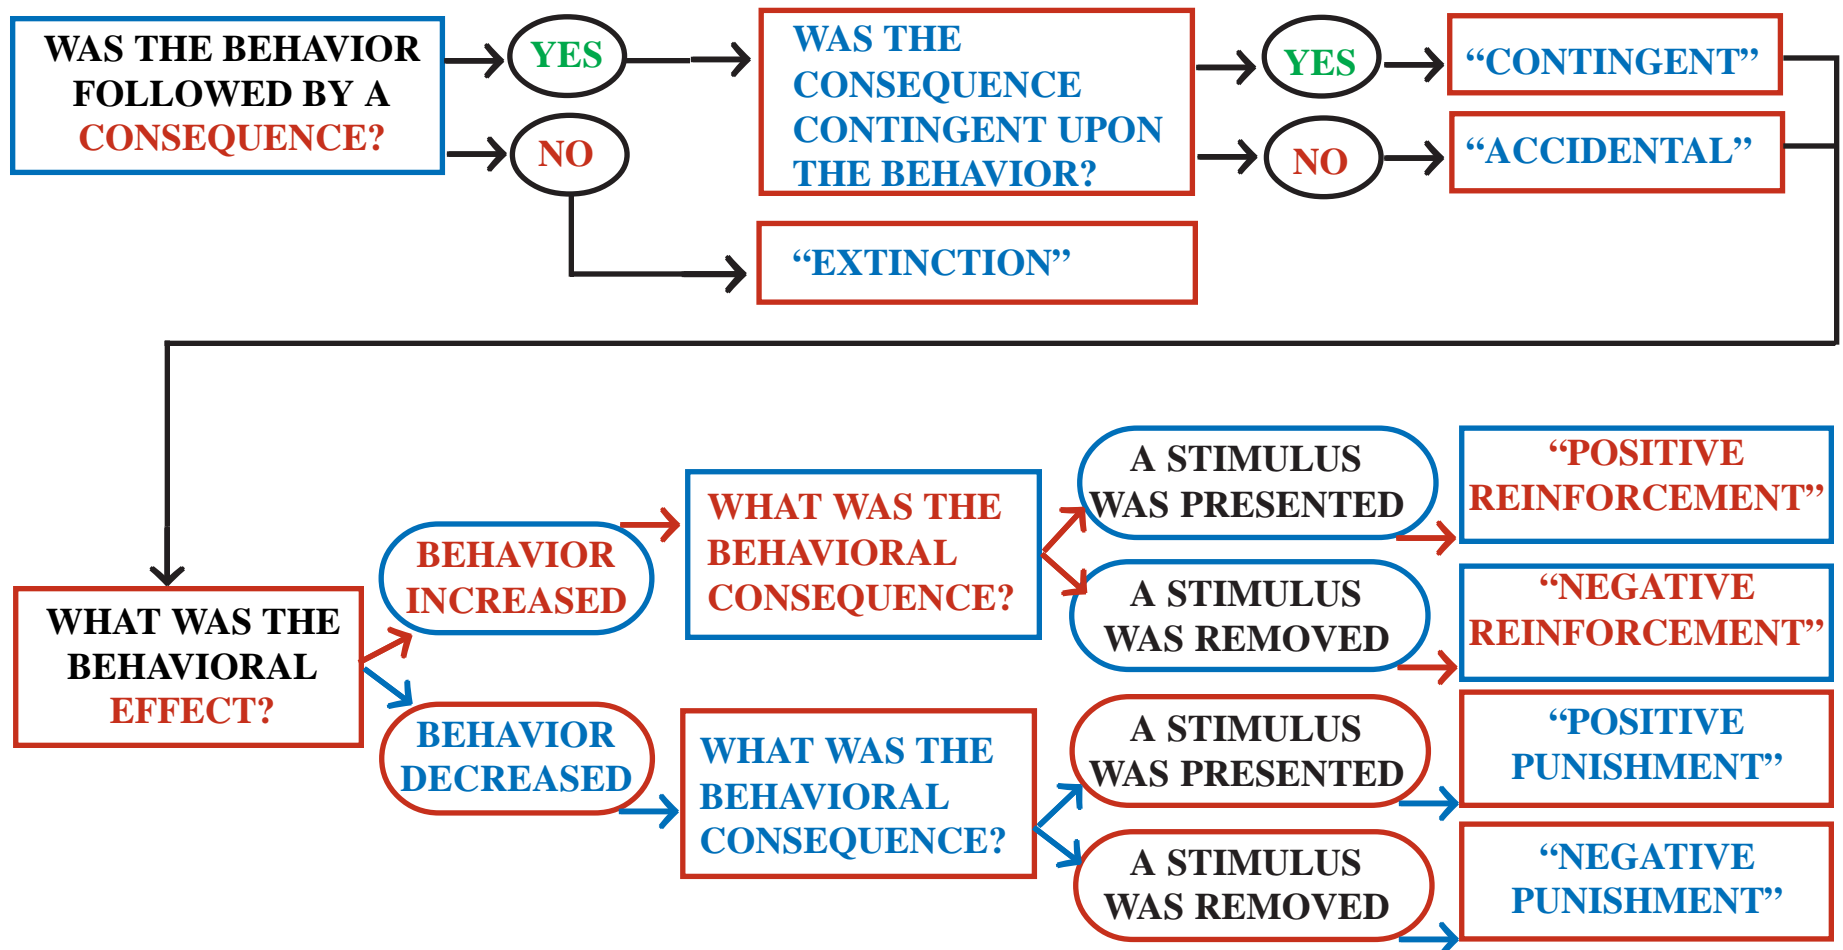 WAS THE BEHAVIOR
FOLLOWED BY A
CONSEQUENCE?
YES
NO
WAS THE
CONSEQUENCE
CONTINGENT UPON
THE BEHAVIOR?
YES
NO
“CONTINGENT”
“ACCIDENTAL”
“EXTINCTION”
WHAT WAS THE
BEHAVIORAL
EFFECT?
BEHAVIOR
INCREASED
WHAT WAS THE
BEHAVIORAL
CONSEQUENCE?
A STIMULUS
WAS PRESENTED
“POSITIVE
REINFORCEMENT”
A STIMULUS
WAS REMOVED
“NEGATIVE
REINFORCEMENT”
BEHAVIOR
DECREASED
WHAT WAS THE
BEHAVIORAL
CONSEQUENCE?
A STIMULUS
WAS PRESENTED
“POSITIVE
PUNISHMENT”
A STIMULUS
WAS REMOVED
“NEGATIVE
PUNISHMENT”